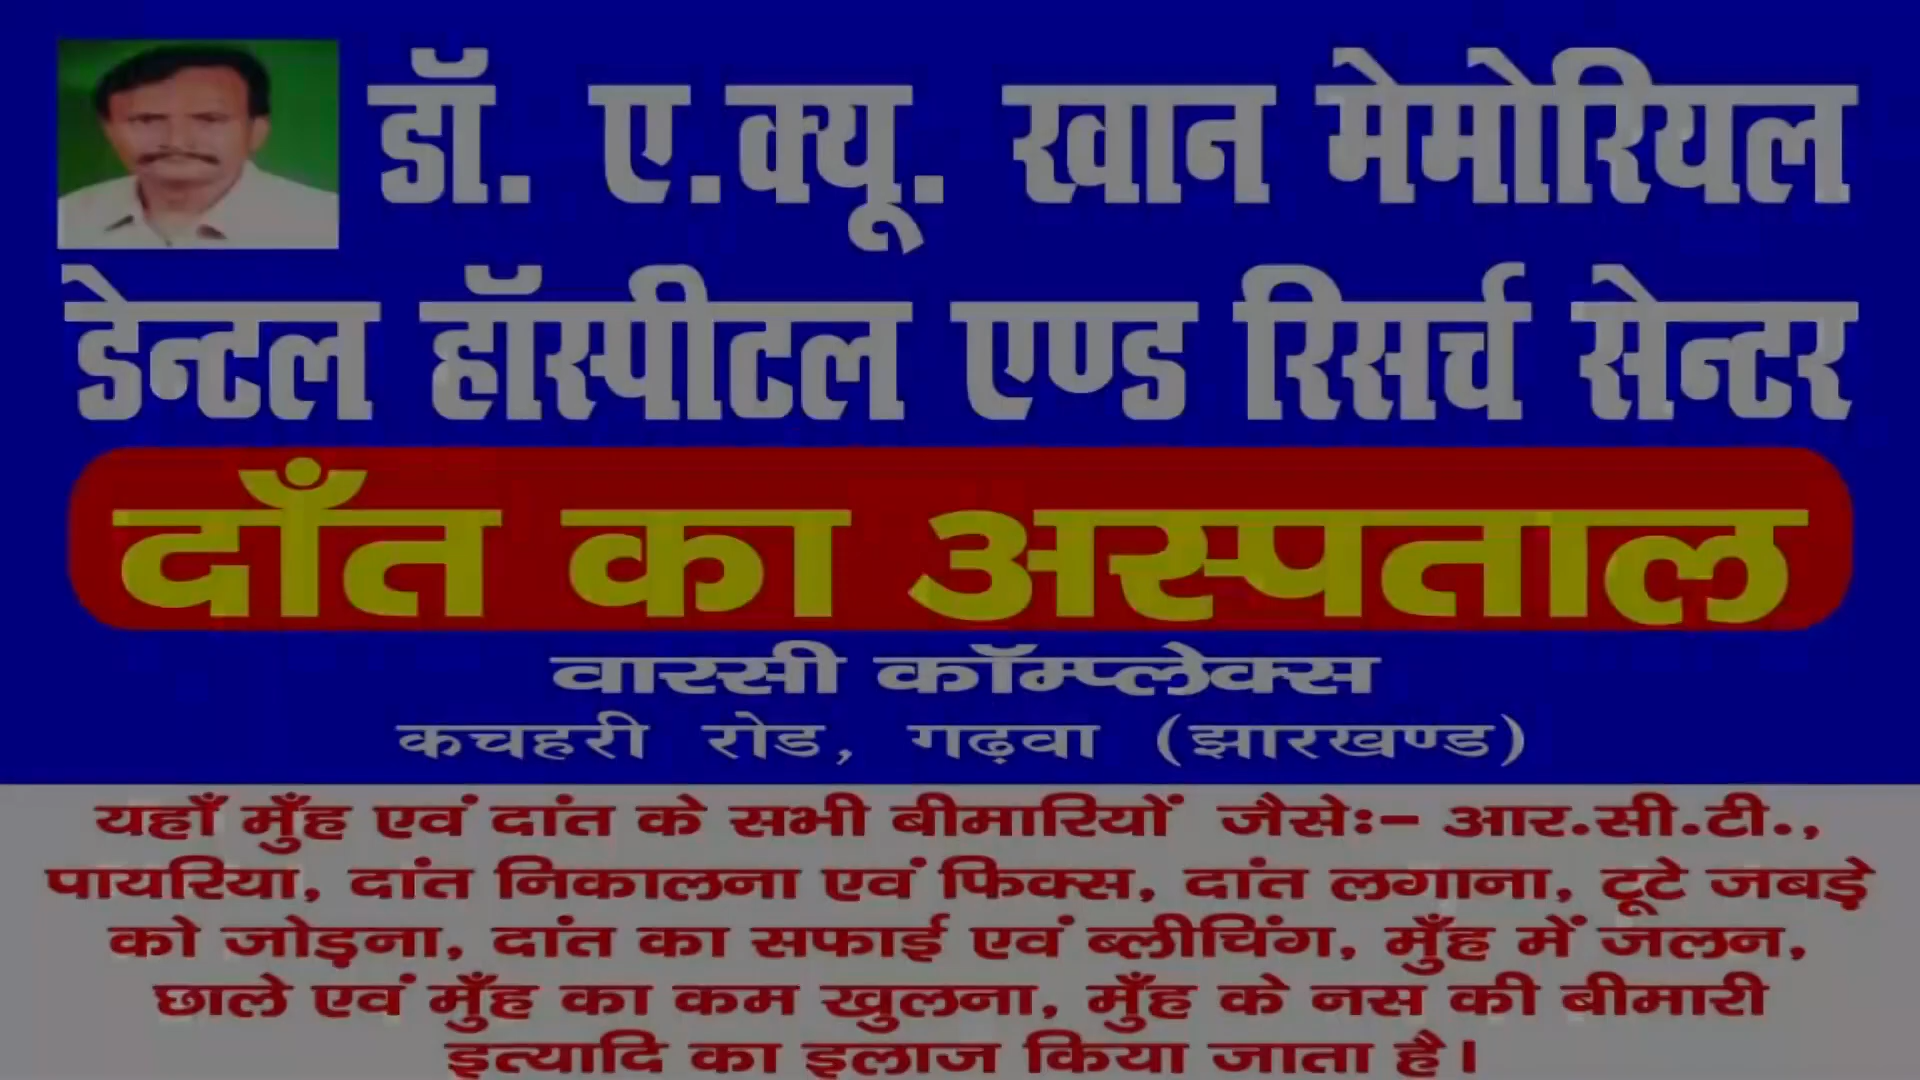 डॉ. ए.क्यू. खान मेमोरियल
डेन्टल हॉस्पीटल एण्ड रिसर्च सेन्टर
दाँत का अस्पताल
वारसी कॉम्प्लेक्स
कचहरी रोड, गढ़वा (झारखण्ड)
यहाँ मुँह एवं दांत के सभी बीमारियों जैसेः- आर.सी.टी.,
पायरिया, दांत निकालना एवं फिक्स, दांत लगाना, टूटे जबड़े
को जोड़ना, दांत का सफाई एवं ब्लीचिंग, मुँह में जलन,
छाले एवं मुँह का कम खुलना, मुँह के नस की बीमारी
इत्यादि का इलाज किया जाता है।